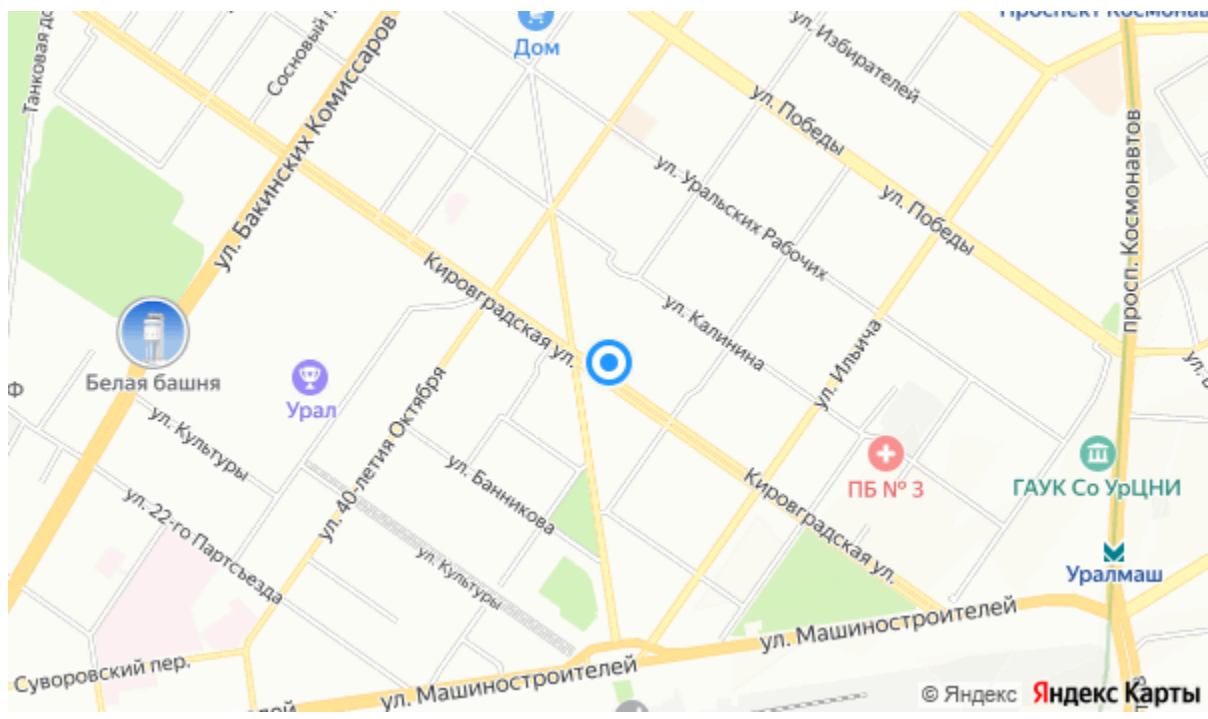 Проспект Космонав
Танковая до
Сосновый п
ул. Бакинских Комиссаров
Дом
ул. Избирателей
ул. Победы
ул. Победы
просп. Космонавтов
ул. Уральских Рабочих
Кировградская ул.
ул. Калинина
ул. Ильича
Белая башня
Ф
Урал
ул. Культуры
ул. 40-летия Октября
ул. Банникова
ПБ № 3
Кировградская ул.
ГАУК Со УрЦНИ
ул. 22-го Партсъезда
ул. Культуры
Уралмаш
ул. Машиностроителей
Суворовский пер.
ул. Машиностроителей
© Яндекс Яндекс Карты